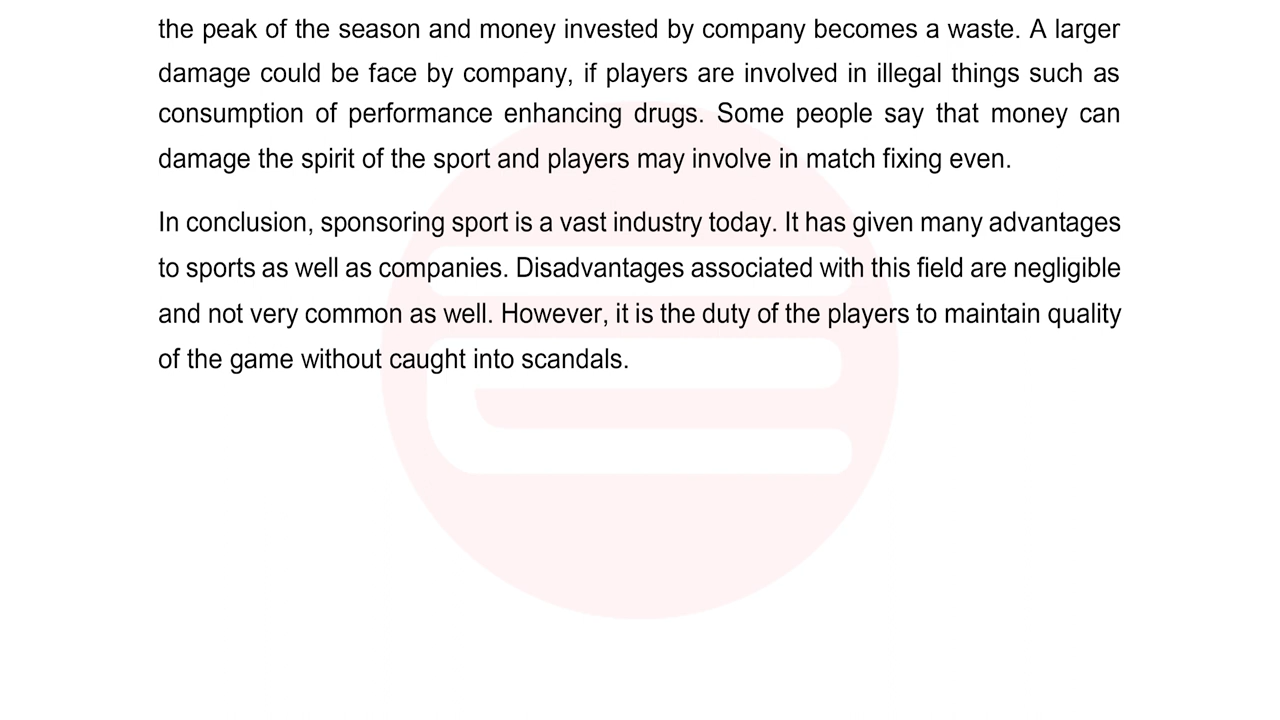 the peak of the season and money invested by company becomes a waste. A larger
damage could be face by company, if players are involved in illegal things such as
consumption of performance enhancing drugs. Some people say that money can
damage the spirit of the sport and players may involve in match fixing even.
In conclusion, sponsoring sport is a vast industry today. It has given many advantages
to sports as well as companies. Disadvantages associated with this field are negligible
and not very common as well. However, it is the duty of the players to maintain quality
of the game without caught into scandals.